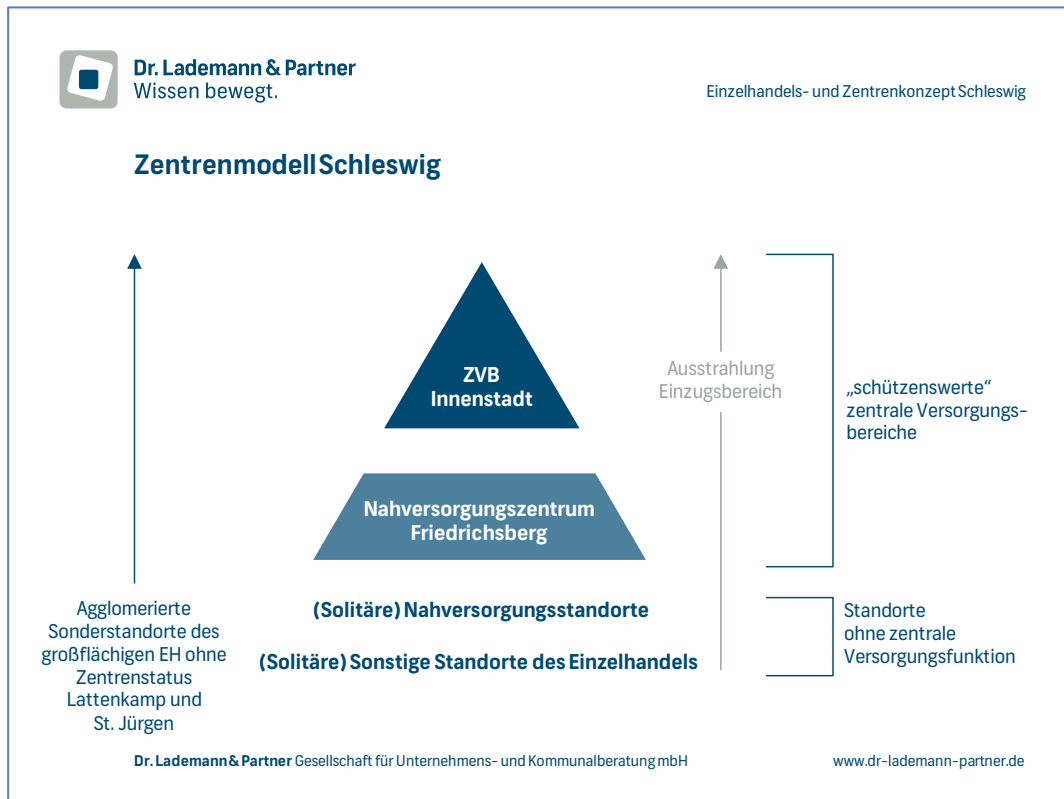 Dr. Lademann & Partner
Wissen bewegt.
Einzelhandels- und Zentrenkonzept Schleswig
Zentrenmodell Schleswig
ZVB
Innenstadt
Nahversorgungszentrum
Friedrichsberg
(Solitäre) Nahversorgungsstandorte
(Solitäre) Sonstige Standorte des Einzelhandels
Agglomerierte
Sonderstandorte des
großflächigen EH ohne
Zentrenstatus
Lattenkamp und
St. Jürgen
Ausstrahlung
Einzugsbereich
„schützenswerte“
zentrale Versorgungs-
bereiche
Standorte
ohne zentrale
Versorgungsfunktion
Dr. Lademann & Partner Gesellschaft für Unternehmens- und Kommunalberatung mbH
www.dr-lademann-partner.de